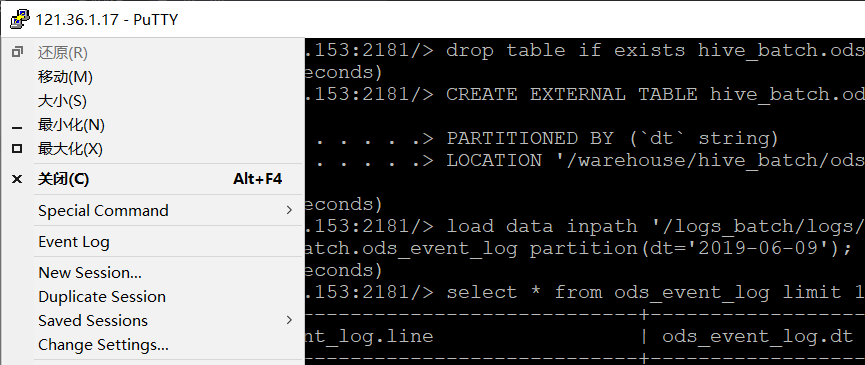 121.36.1.17 - PuTTY
还原(R)
移动(M)
大小(S)
最小化(N)
最大化(X)
关闭(C) Alt+F4
Special Command
Event Log
New Session...
Duplicate Session
Saved Sessions
Change Settings...
.153:2181/> drop table if exists hive_batch.ods
econds)
.153:2181/> CREATE EXTERNAL TABLE hive_batch.od
. . . . .> PARTITIONED BY (`dt` string)
. . . . .> LOCATION '/warehouse/hive_batch/ods
econds)
.153:2181/> load data inpath '/logs_batch/logs/
atch.ods_event_log partition(dt='2019-06-09');
econds)
.153:2181/> select * from ods_event_log limit 1
----------------------------+------------------
nt_log.line | ods_event_log.dt
----------------------------+------------------